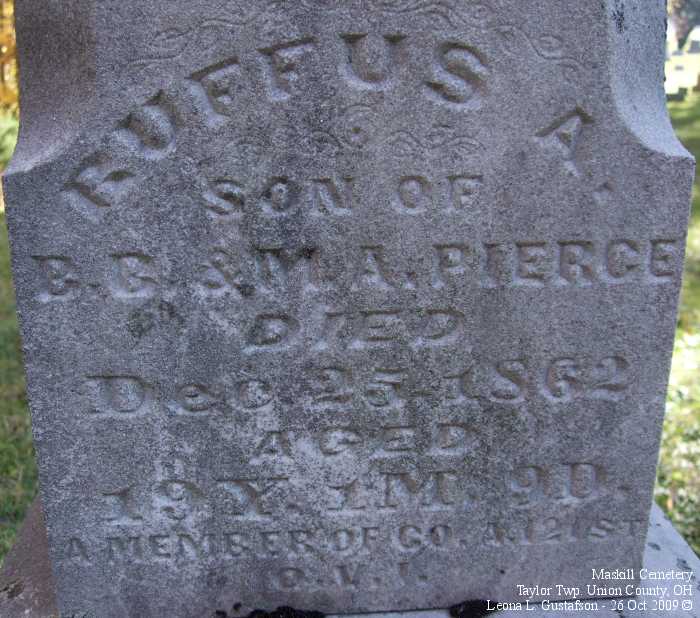 RUFFUS A.
SON OF
E. C. & M. A. PIERCE
DIED
Dec 25, 1862
AGED
19 Y. 1 M. 9 D.
A MEMBER OF CO. A. 121ST
O. V. I.
Maskill Cemetery
Taylor Twp. Union County, OH
Leona L. Gustafson - 26 Oct 2009 ©